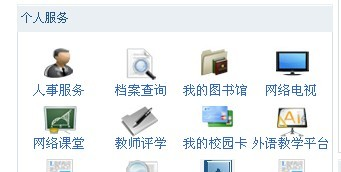 个人服务
人事服务 档案查询 我的图书馆 网络电视
网络课堂 教师评学 我的校园卡 外语教学平台